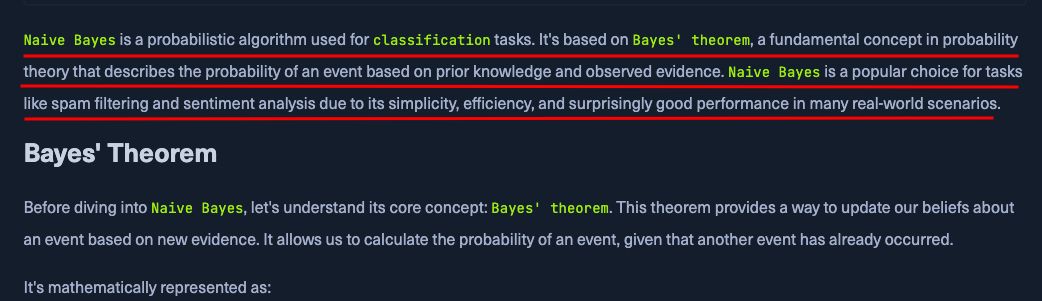 Naive Bayes is a probabilistic algorithm used for classification tasks. It's based on Bayes' theorem, a fundamental concept in probability
theory that describes the probability of an event based on prior knowledge and observed evidence. Naive Bayes is a popular choice for tasks
like spam filtering and sentiment analysis due to its simplicity, efficiency, and surprisingly good performance in many real-world scenarios.
Bayes' Theorem
Before diving into Naive Bayes, let's understand its core concept: Bayes' theorem. This theorem provides a way to update our beliefs about
an event based on new evidence. It allows us to calculate the probability of an event, given that another event has already occurred.
It's mathematically represented as: